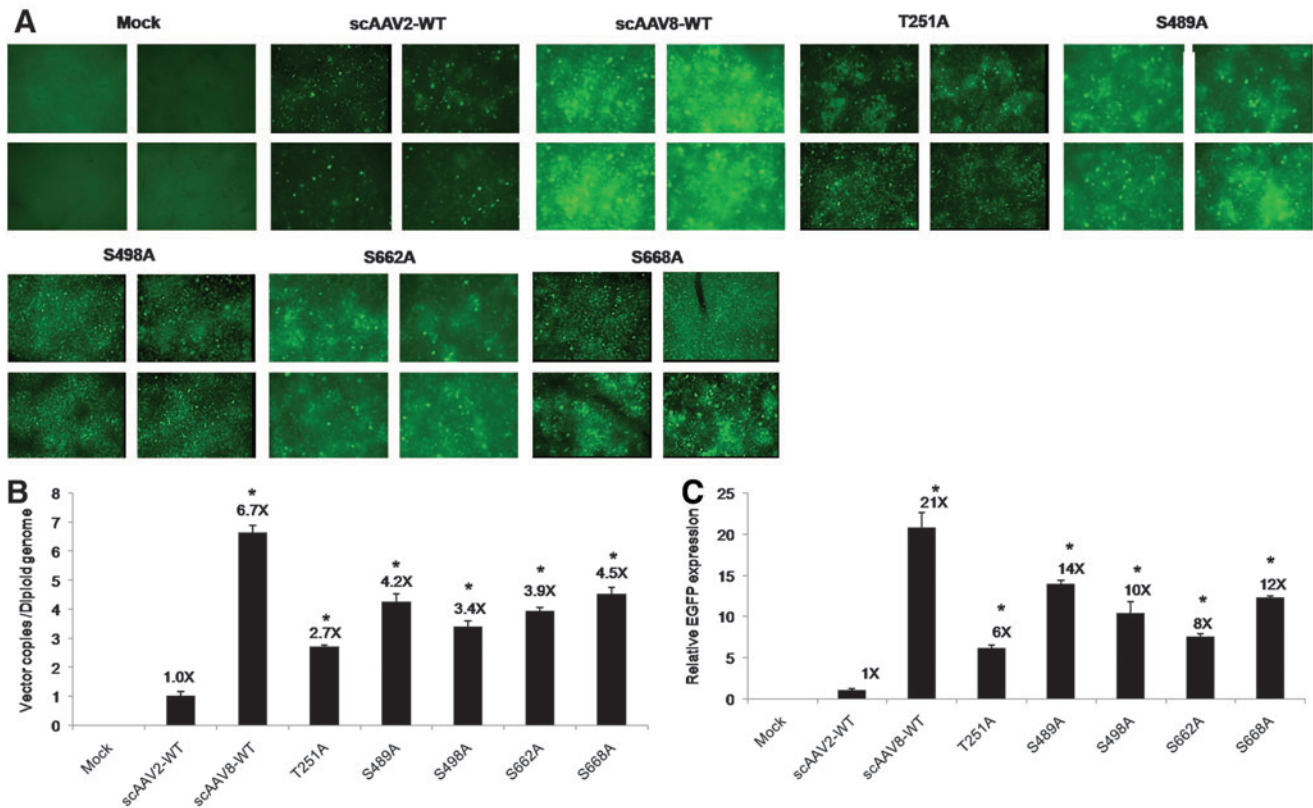 A
Mock scAAV2-WT scAAV8-WT T251A S489A
S498A S662A S668A
B
Vector copies /Diploid genome
8
7
6
5
4
3
2
1
0
1.0X
*
6.7X
*
2.7X
*
4.2X
*
3.4X
*
3.9X
*
4.5X
Mock scAAV2-WT scAAV8-WT T251A S489A S498A S662A S668A
C
Relative EGFP expression
25
20
15
10
5
0
1X
*
21X
*
6X
*
14X
*
10X
*
8X
*
12X
Mock scAAV2-WT scAAV8-WT T251A S489A S498A S662A S668A